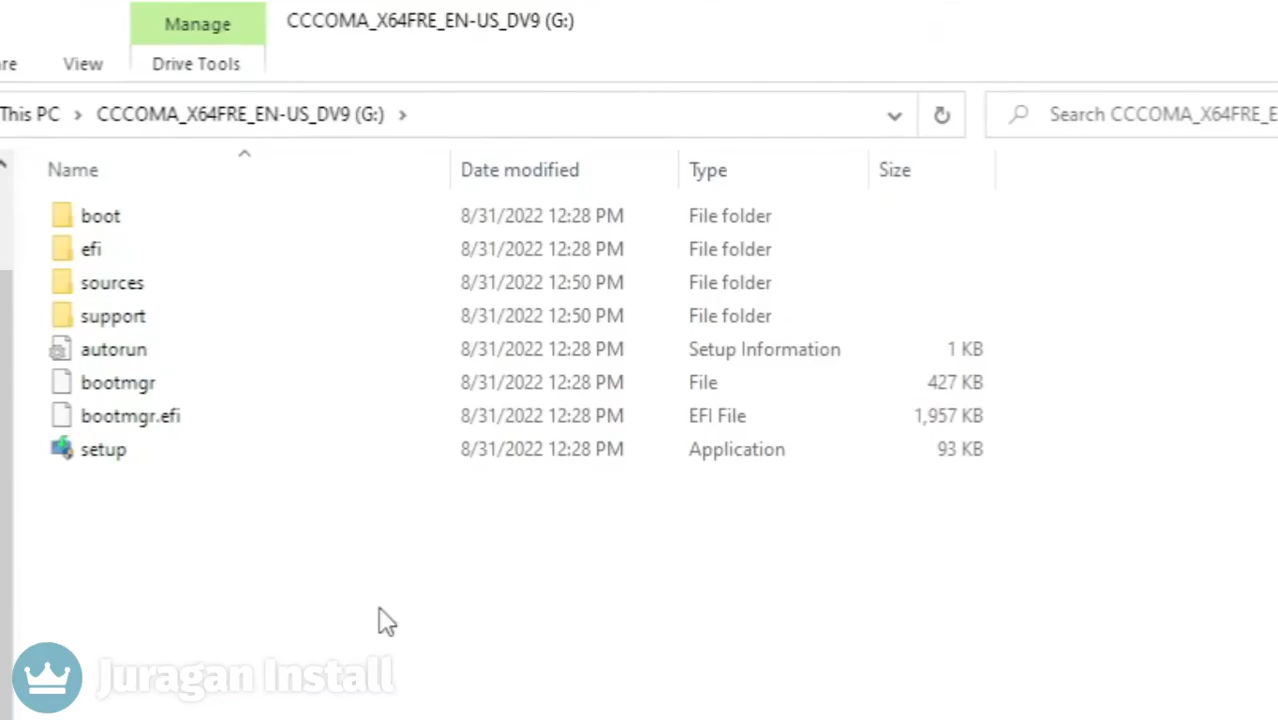 Manage CCCOMA_X64FRE_EN-US_DV9 (G:)
re View Drive Tools
This PC > CCCOMA_X64FRE_EN-US_DV9 (G:) > Search CCCOMA_X64FRE_E
Name Date modified Type Size
boot 8/31/2022 12:28 PM File folder
efi 8/31/2022 12:28 PM File folder
sources 8/31/2022 12:50 PM File folder
support 8/31/2022 12:50 PM File folder
autorun 8/31/2022 12:28 PM Setup Information 1 KB
bootmgr 8/31/2022 12:28 PM File 427 KB
bootmgr.efi 8/31/2022 12:28 PM EFI File 1,957 KB
setup 8/31/2022 12:28 PM Application 93 KB
Juragan Install